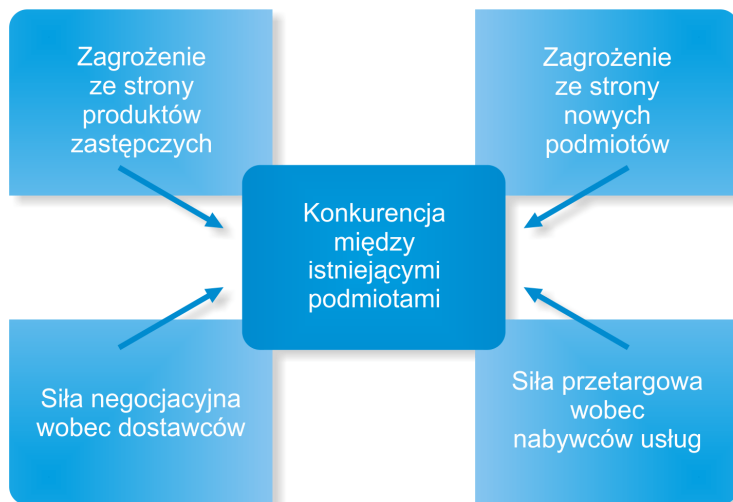 Zagrożenie
ze strony
produktów
zastępczych
Zagrożenie
ze strony
nowych
podmiotów
Konkurencja
między
istniejącymi
podmiotami
Siła negocjacyjna
wobec dostawców
Siła przetargowa
wobec
nabywców usług